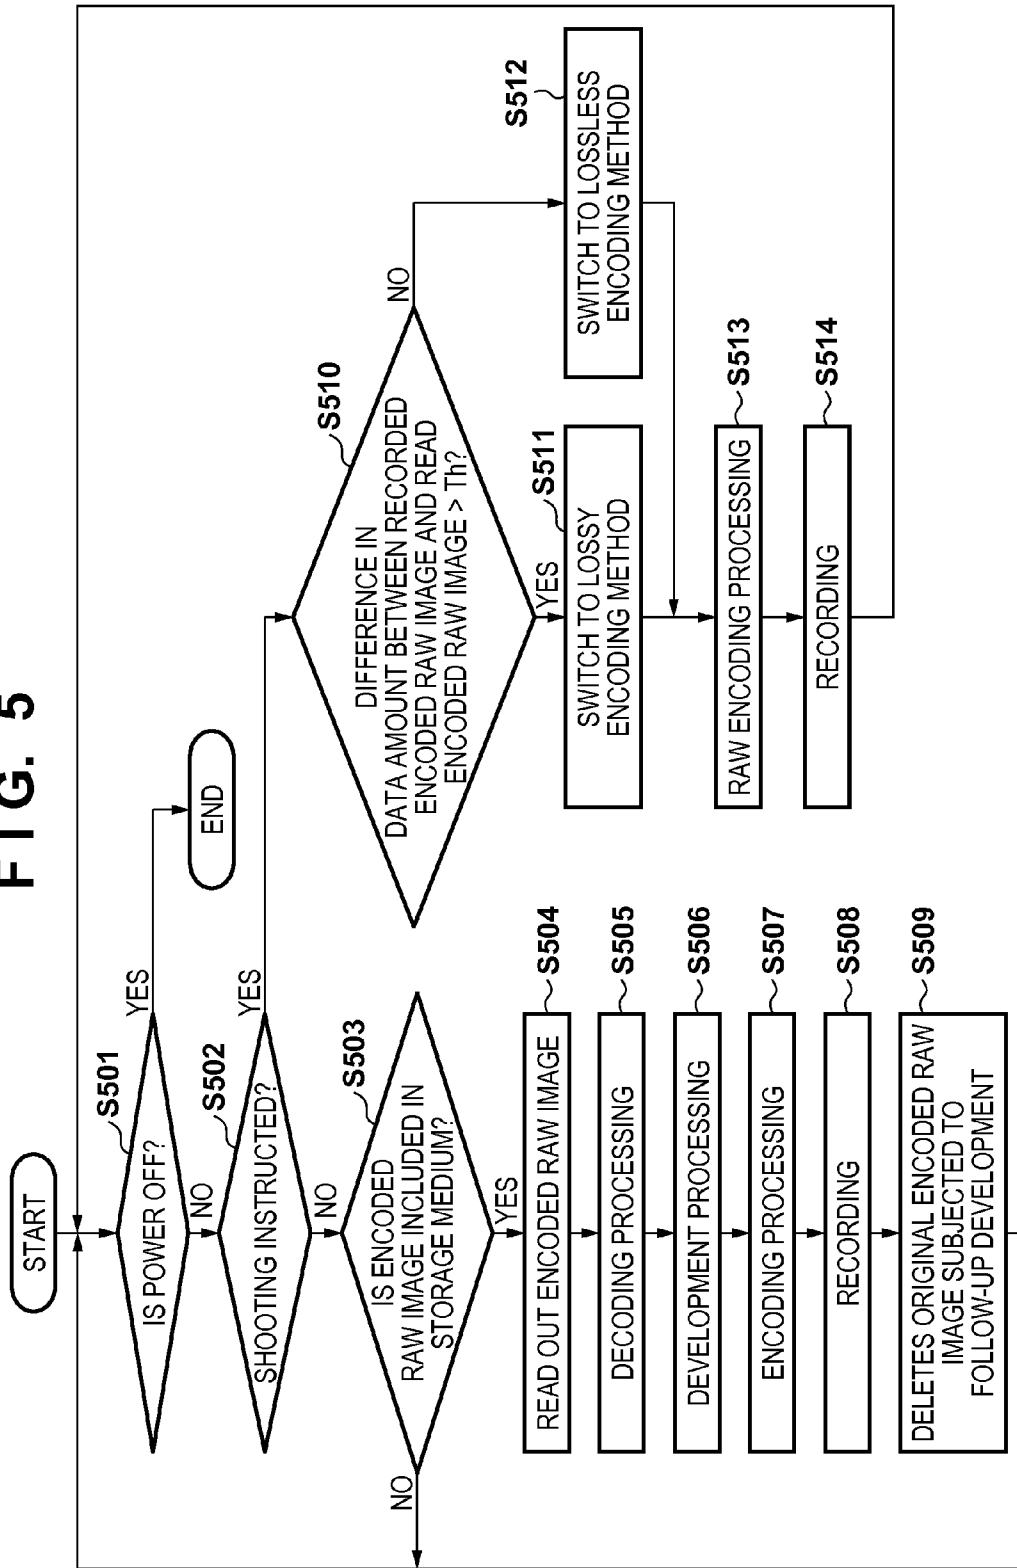 FIG. 5
START
S501
IS POWER OFF?
YES
NO
END
S502
SHOOTING INSTRUCTED?
YES
NO
S503
IS ENCODED
RAW IMAGE INCLUDED IN
STORAGE MEDIUM?
NO
YES
S504
READ OUT ENCODED RAW IMAGE
S505
DECODING PROCESSING
S506
DEVELOPMENT PROCESSING
S507
ENCODING PROCESSING
S508
RECORDING
S509
DELETES ORIGINAL ENCODED RAW
IMAGE SUBJECTED TO
FOLLOW-UP DEVELOPMENT
S510
DIFFERENCE IN
DATA AMOUNT BETWEEN RECORDED
ENCODED RAW IMAGE AND READ
ENCODED RAW IMAGE > Th?
NO
YES
S511
SWITCH TO LOSSY
ENCODING METHOD
S512
SWITCH TO LOSSLESS
ENCODING METHOD
S513
RAW ENCODING PROCESSING
S514
RECORDING